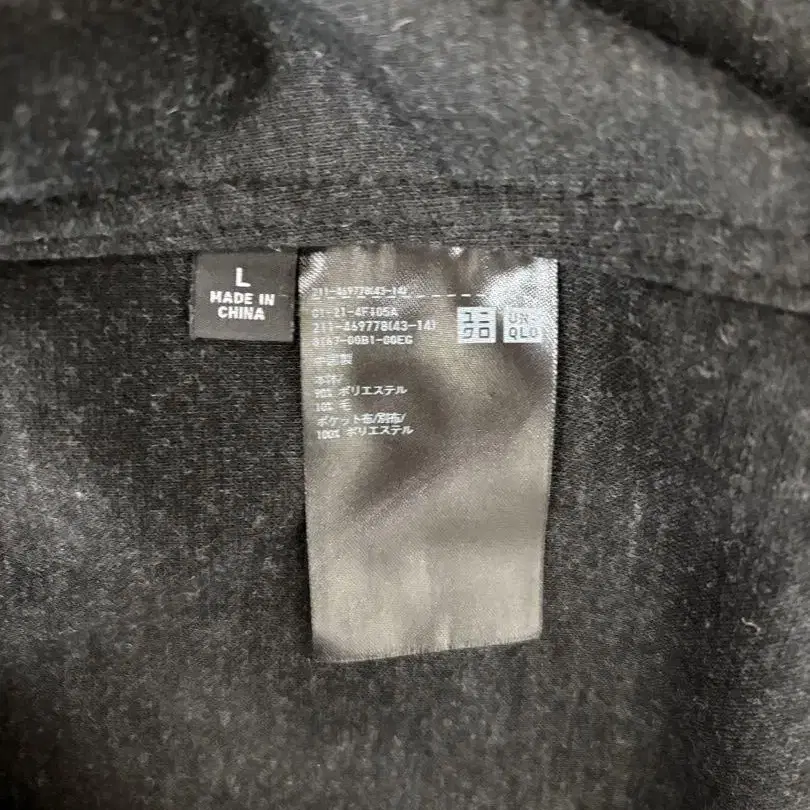 L
MADE IN
CHINA
211-469778(43-14)
01-21-4F105A
211-469778(43-14)
ユニ
クロ
UNI
QLO
中国製
本体/
90% ポリエステル
10% 毛
ポケット布/別布/
100% ポリエステル